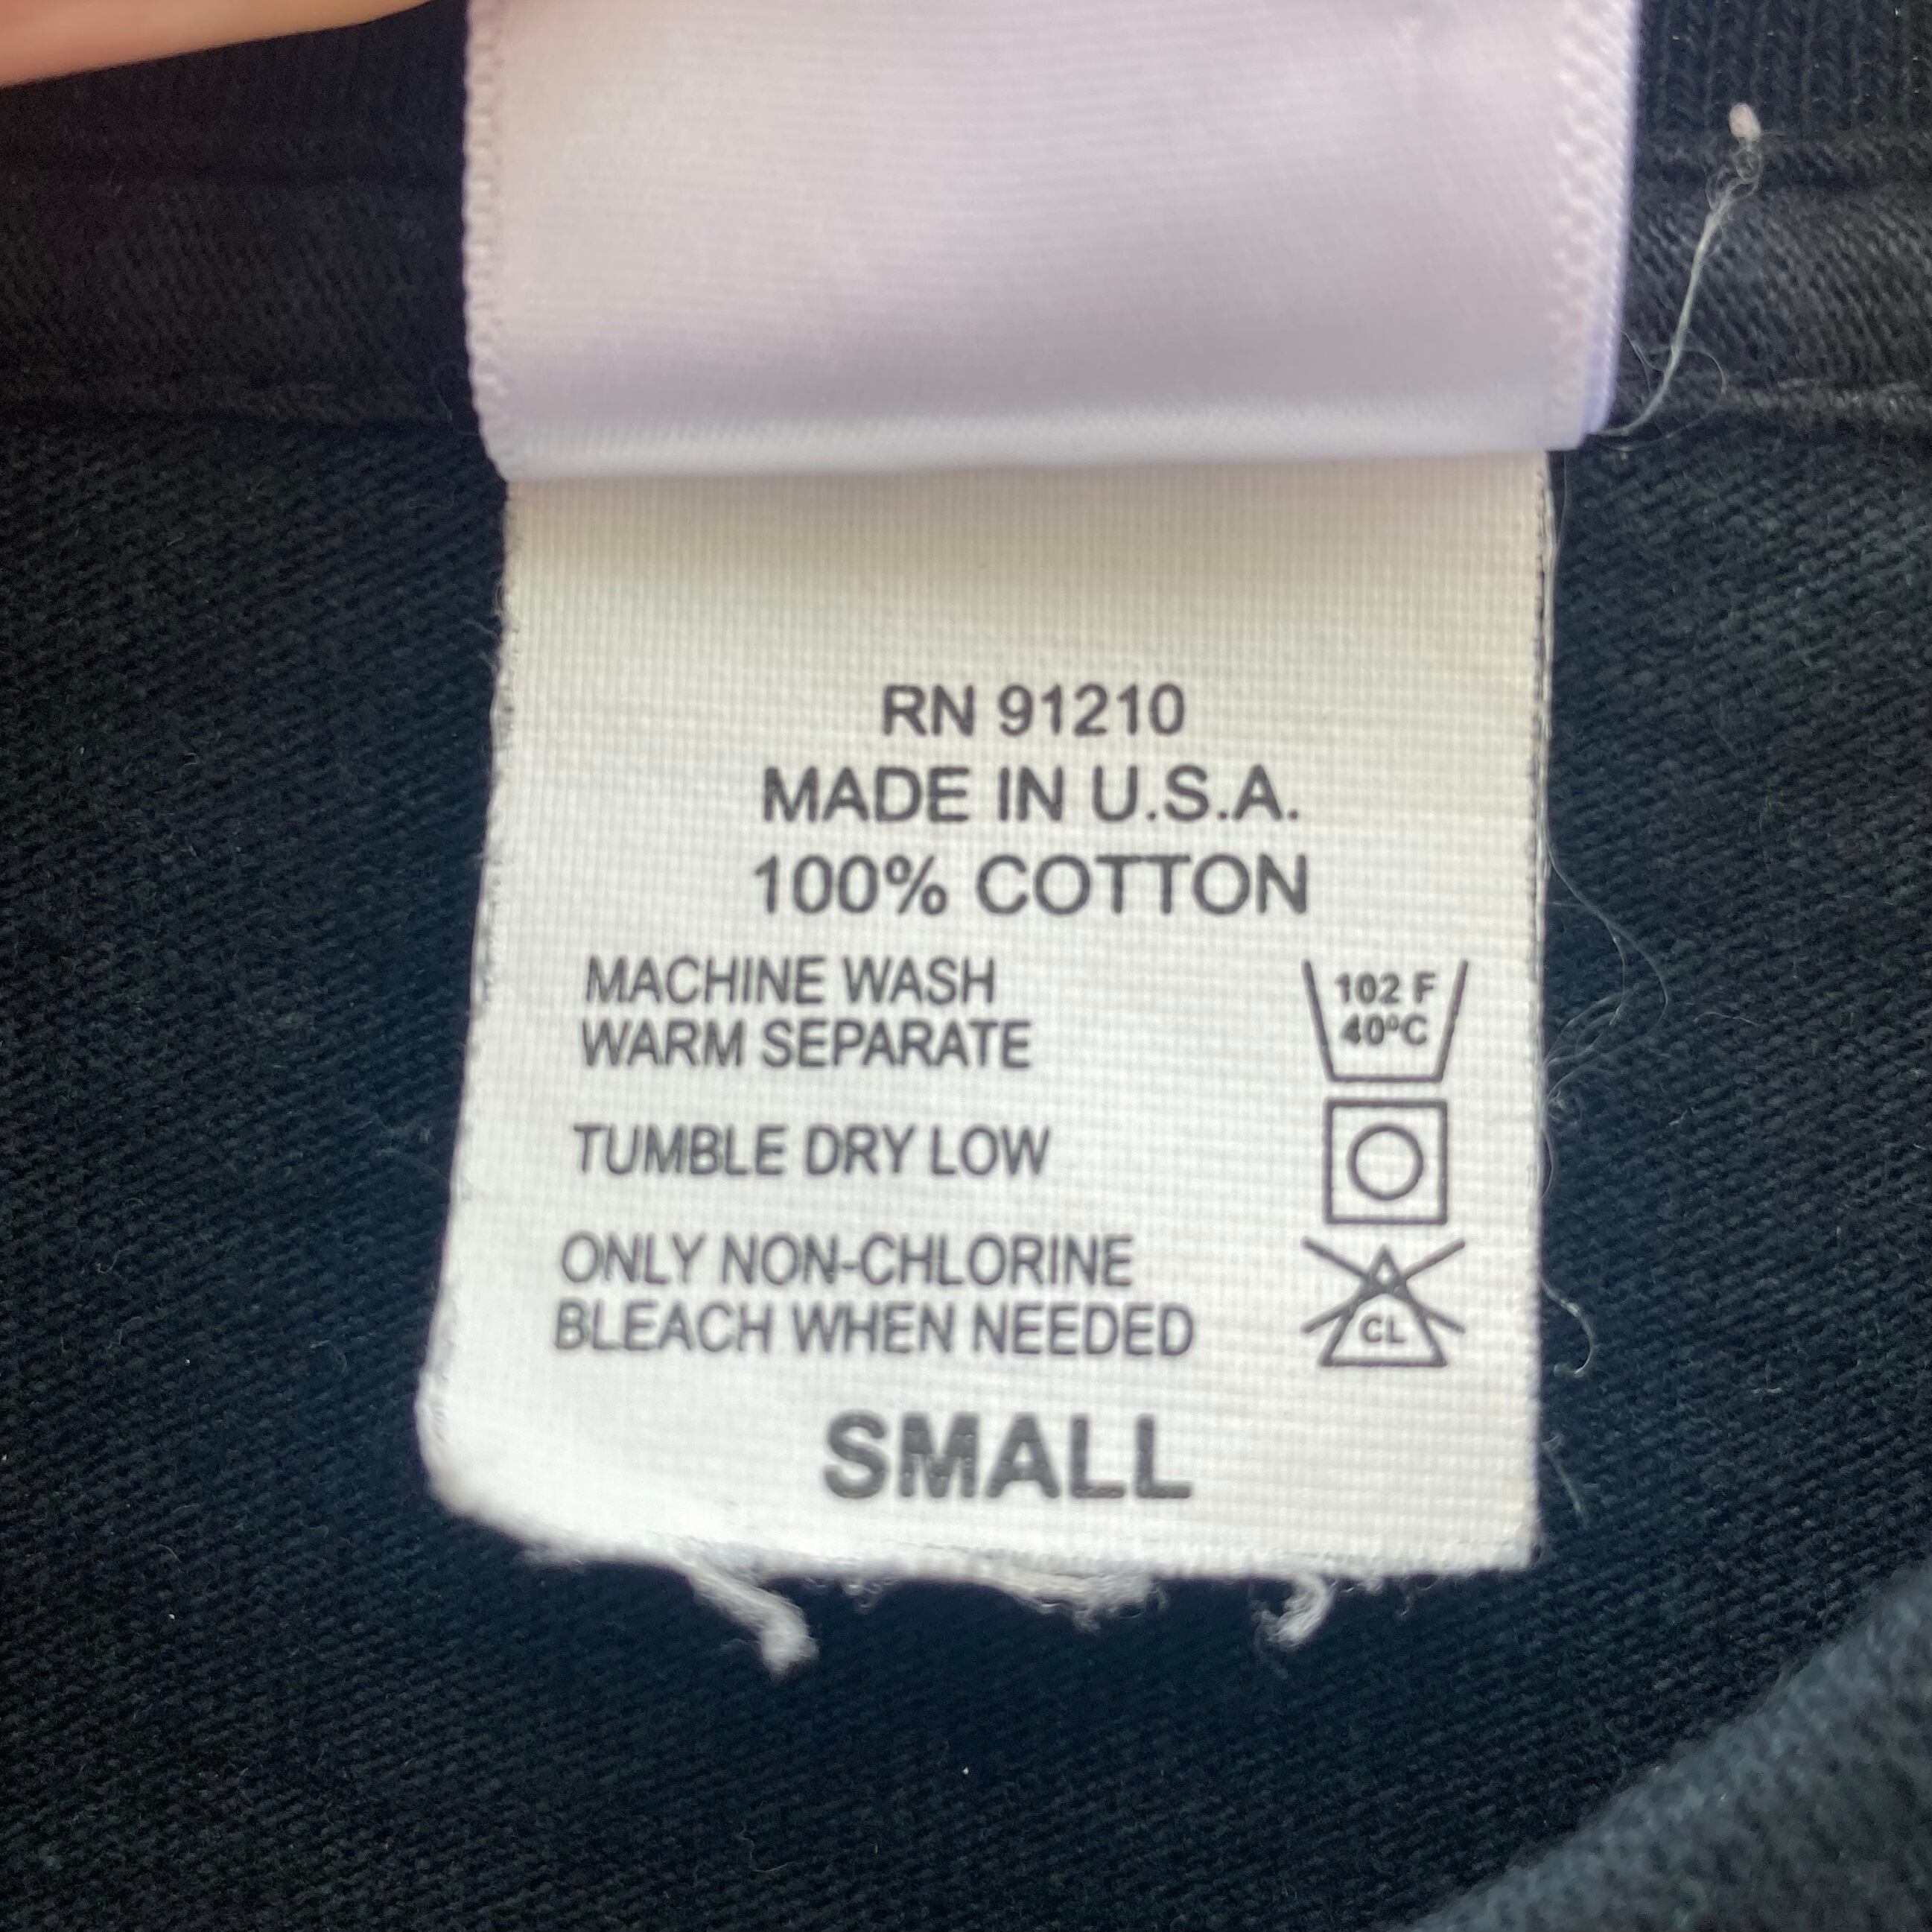 RN 91210
MADE IN U.S.A.
100% COTTON
MACHINE WASH
WARM SEPARATE
102 F
40ºC
TUMBLE DRY LOW
ONLY NON-CHLORINE
BLEACH WHEN NEEDED
CL
SMALL